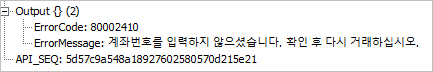 Output {} (2)
ErrorCode: 80002410
ErrorMessage: 계좌번호를 입력하지 않으셨습니다. 확인 후 다시 거래하십시오.
API_SEQ: 5d57c9a548a18927602580570d215e21